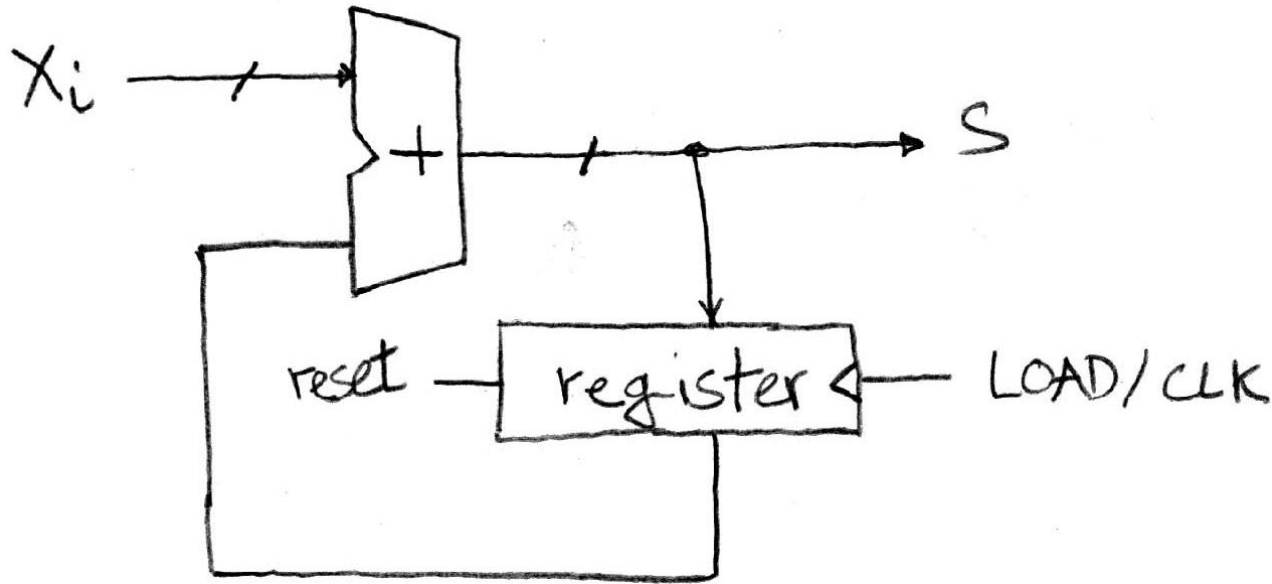 Xi
+
S
reset
register
LOAD/CLK